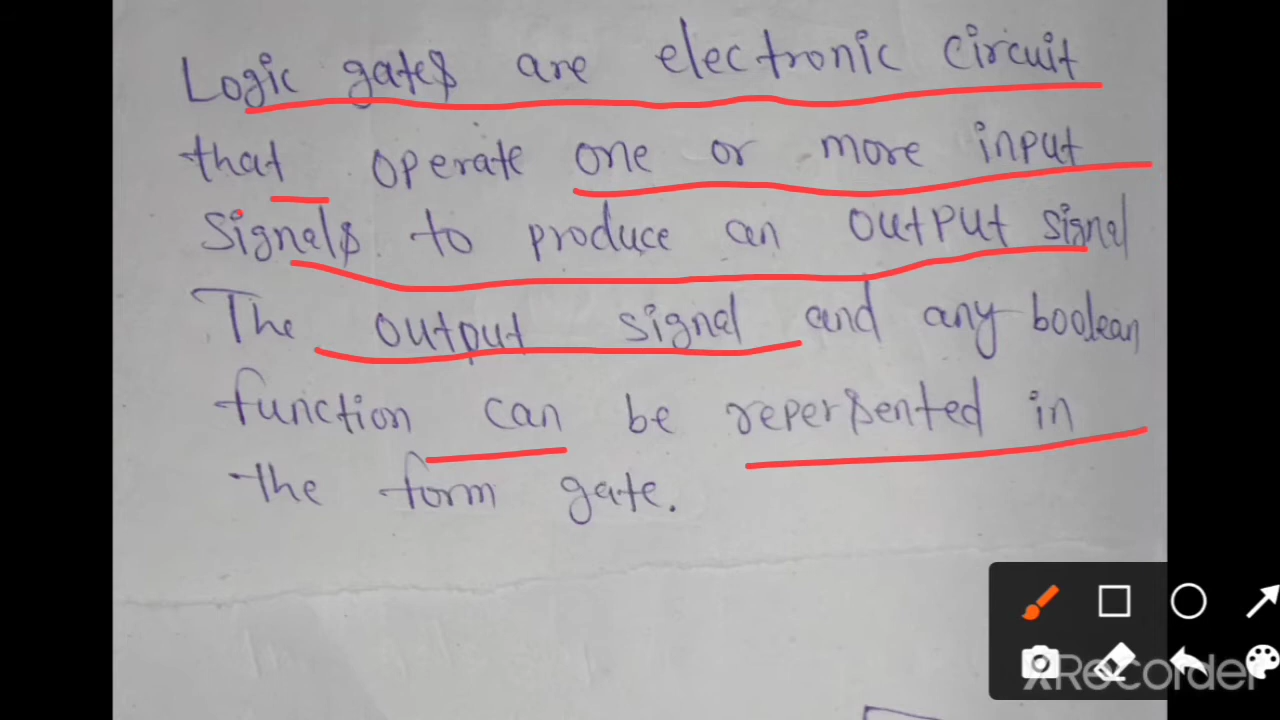 Logic gates are electronic circuit
that operate one or more input
signals to produce an output signal
The output signal and any boolean
function can be repersented in
the form gate.
XRecorder